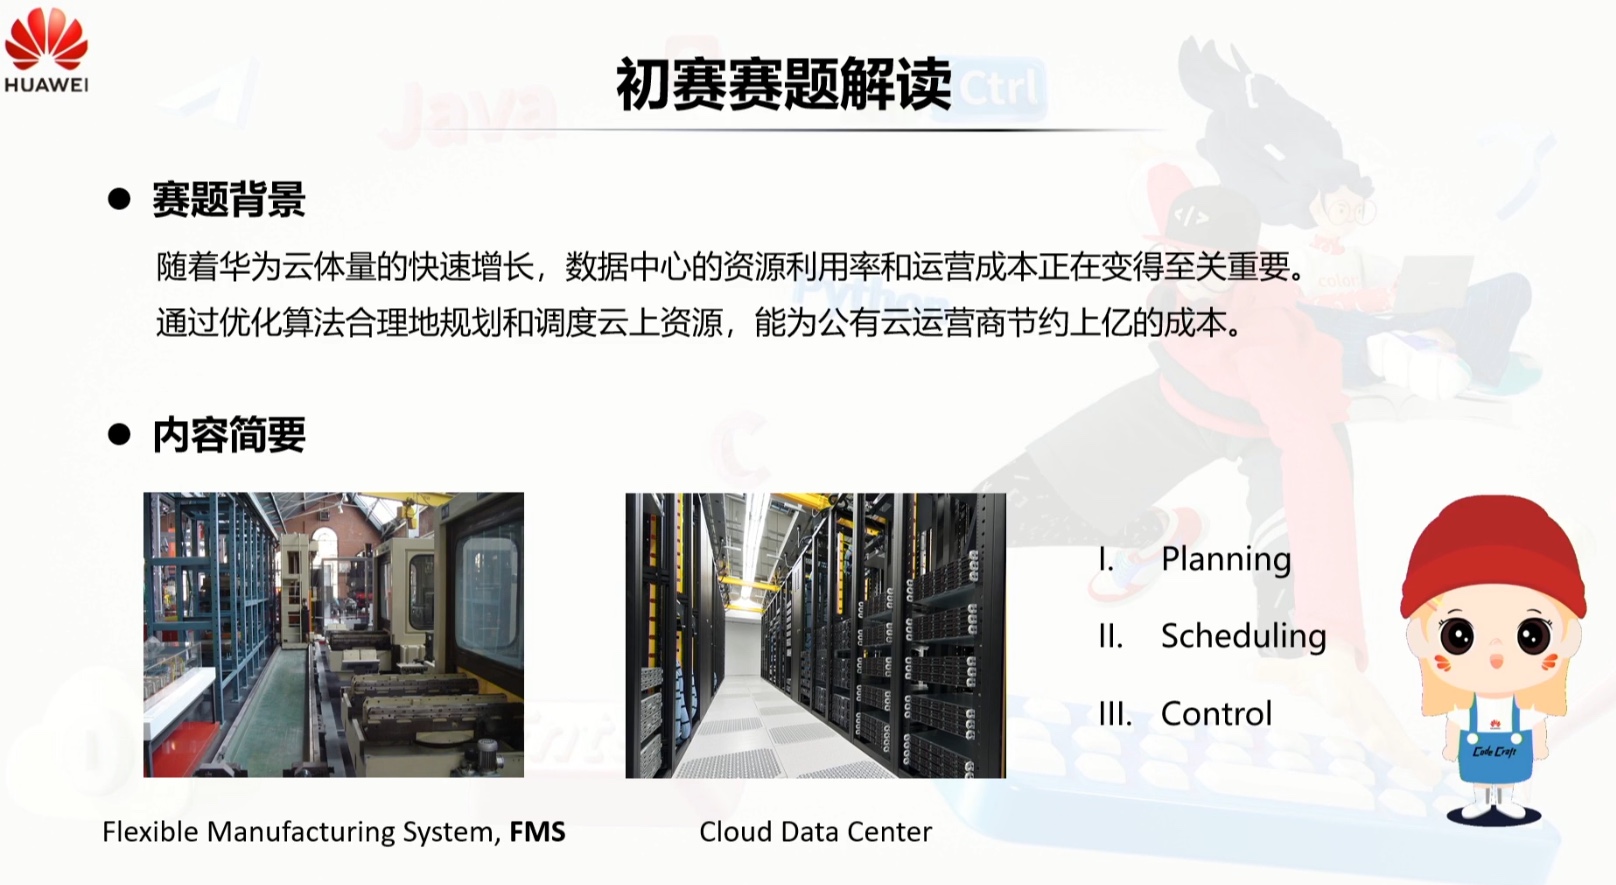 HUAWEI
初赛赛题解读
Java
Ctrl
</>
● 赛题背景
随着华为云体量的快速增长，数据中心的资源利用率和运营成本正在变得至关重要。
通过优化算法合理地规划和调度云上资源，能为公有云运营商节约上亿的成本。
Python
● 内容简要
C
I. Planning
II. Scheduling
III. Control
Code Craft
Flexible Manufacturing System, FMS
Cloud Data Center